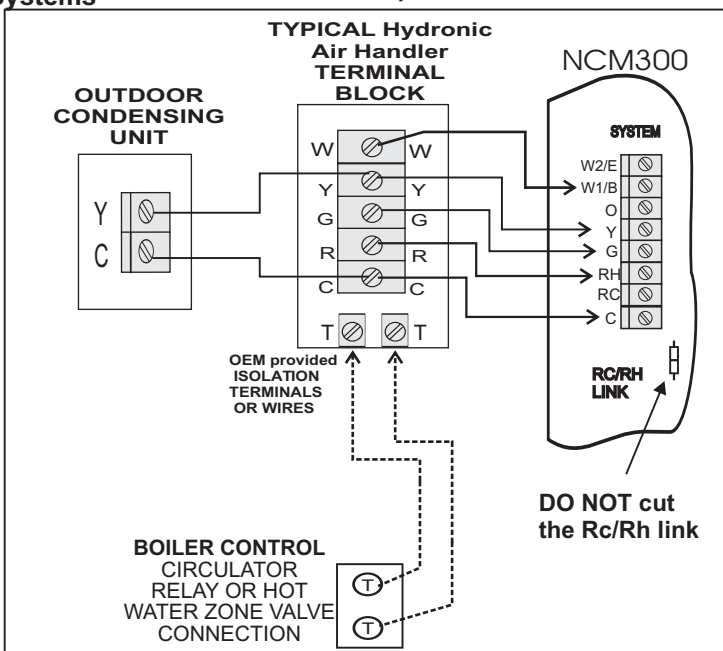 ystems
TYPICAL Hydronic
Air Handler
TERMINAL
BLOCK
NCM300
OUTDOOR
CONDENSING
UNIT
Y
C
W
Y
G
R
C
W
Y
G
R
C
T
T
SYSTEM
W2/E
W1/B
O
Y
G
RH
RC
C
RC/RH
LINK
OEM provided
ISOLATION
TERMINALS
OR WIRES
DO NOT cut
the Rc/Rh link
BOILER CONTROL
CIRCULATOR
RELAY OR HOT
WATER ZONE VALVE
CONNECTION
T
T